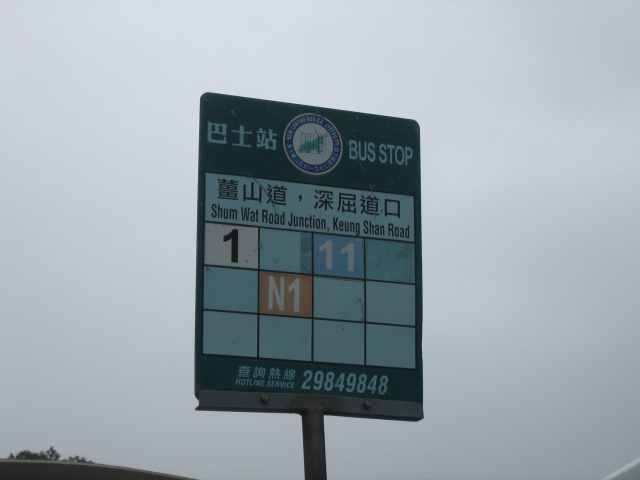 巴士站 BUS STOP
薑山道，深屈道口
Shum Wat Road Junction, Keung Shan Road
1 11
N1
查詢熱線
HOTLINE SERVICE 29849848